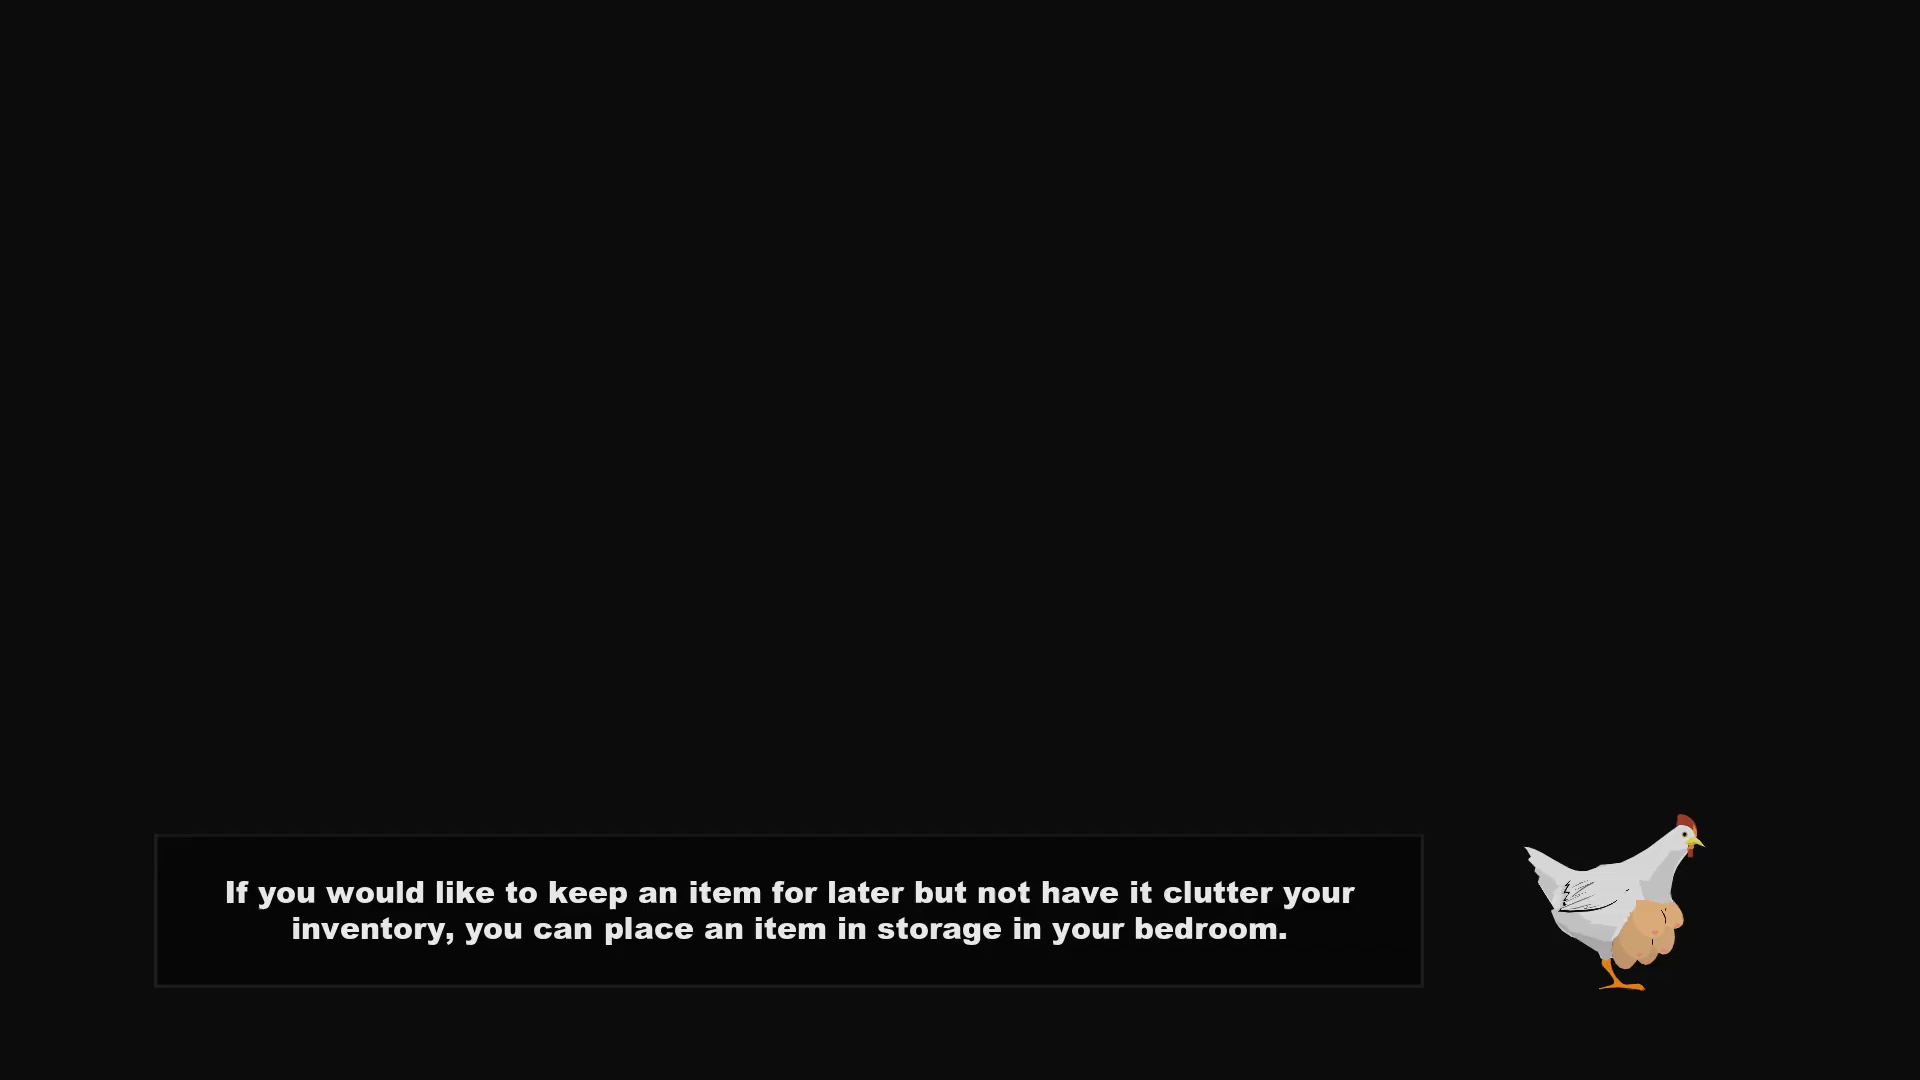 If you would like to keep an item for later but not have it clutter your
inventory, you can place an item in storage in your bedroom.